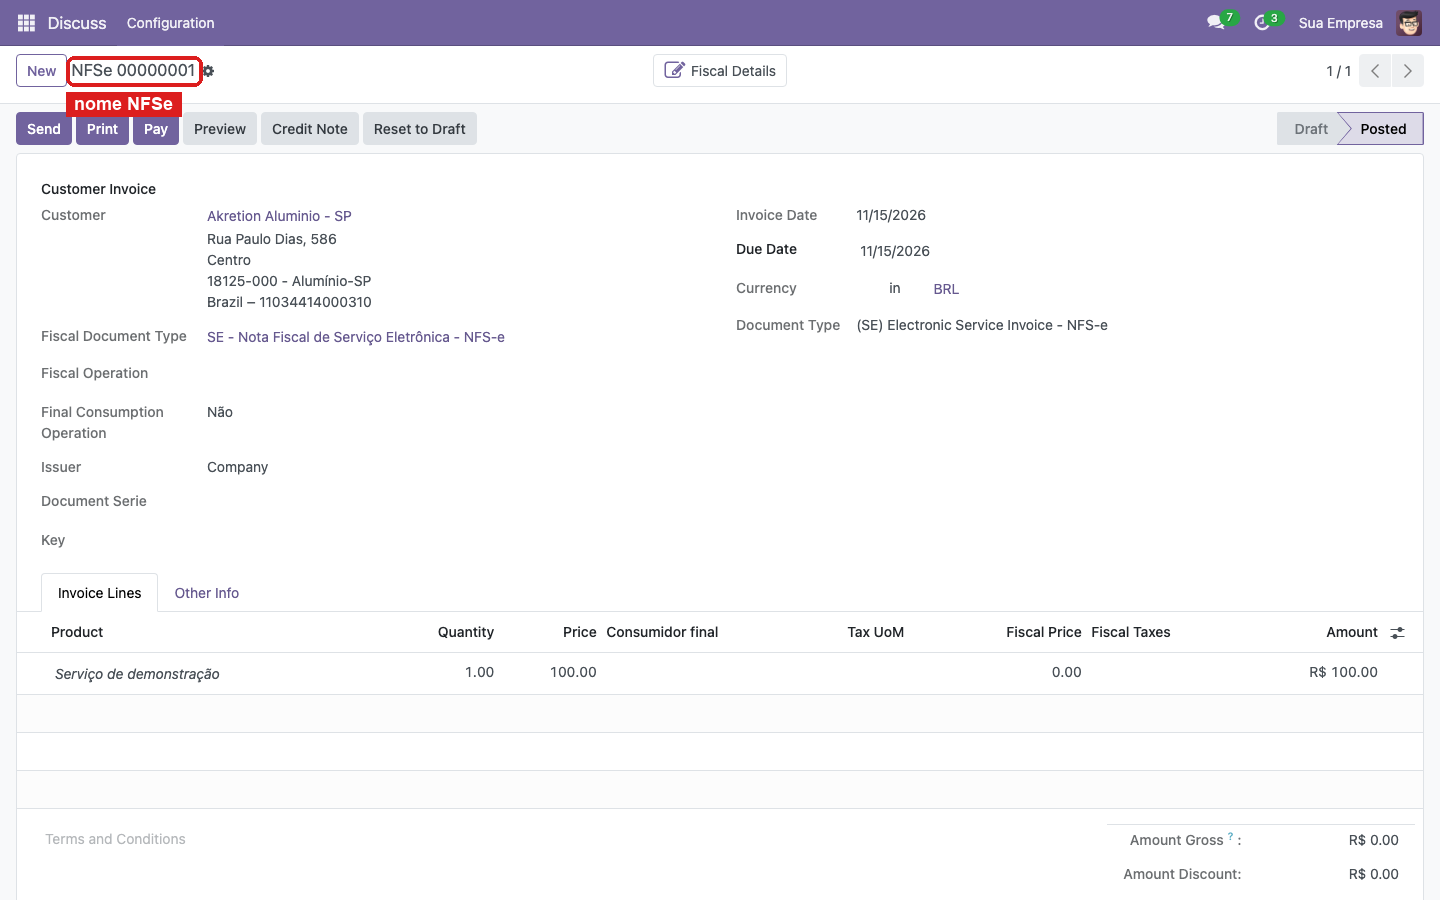 Discuss
Configuration
7
3
Sua Empresa
New
NFSe 00000001
Fiscal Details
1 / 1
nome NFSe
Send
Print
Pay
Preview
Credit Note
Reset to Draft
Draft
Posted
Customer Invoice
Customer
Akretion Aluminio - SP
Rua Paulo Dias, 586
Centro
18125-000 - Alumínio-SP
Brazil – 11034414000310
Invoice Date
11/15/2026
Due Date
11/15/2026
Currency
in
BRL
Document Type
(SE) Electronic Service Invoice - NFS-e
Fiscal Document Type
SE - Nota Fiscal de Serviço Eletrônica - NFS-e
Fiscal Operation
Final Consumption
Operation
Não
Issuer
Company
Document Serie
Key
Invoice Lines
Other Info
Product
Quantity
Price
Consumidor final
Tax UoM
Fiscal Price
Fiscal Taxes
Amount
Serviço de demonstração
1.00
100.00
0.00
R$ 100.00
Terms and Conditions
Amount Gross ? :
R$ 0.00
Amount Discount:
R$ 0.00